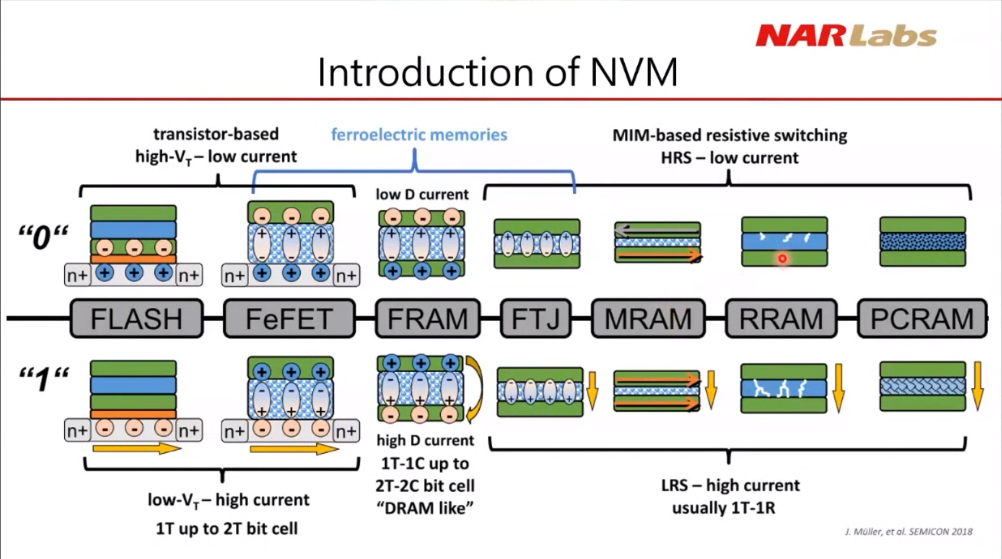 NARLabs
Introduction of NVM
transistor-based
high-VT – low current
ferroelectric memories
MIM-based resistive switching
HRS – low current
low D current
"0"
- - -
+ + +
n+ n+
- - -
+ + +
- - -
+ + +
n+ n+
- - -
+ + +
- - -
+ + +
+ + + +
- - - -
FLASH FeFET FRAM FTJ MRAM RRAM PCRAM
"1"
n+ - - - n+
+ + +
- - -
+ + +
n+ - - - n+
+ + +
- - -
+ + +
- - -
- - - -
+ + + +
high D current
1T-1C up to
2T-2C bit cell
"DRAM like"
low-VT – high current
1T up to 2T bit cell
LRS – high current
usually 1T-1R
J. Müller, et al. SEMICON 2018